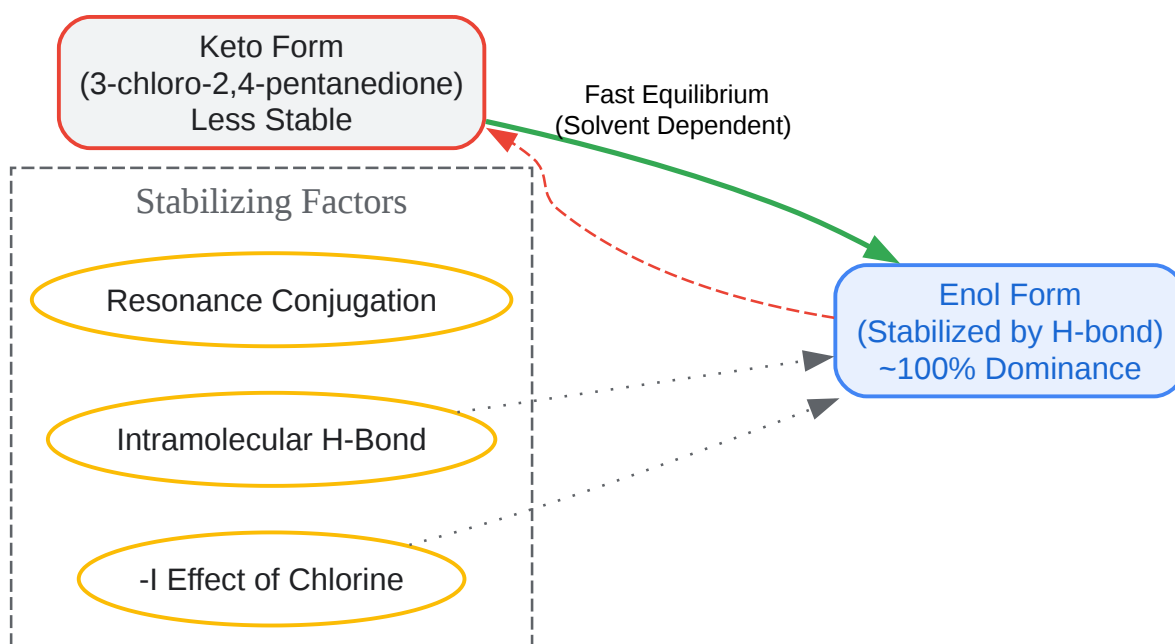 Keto Form
(3-chloro-2,4-pentanedione)
Less Stable
Fast Equilibrium
(Solvent Dependent)
Stabilizing Factors
Resonance Conjugation
Intramolecular H-Bond
-I Effect of Chlorine
Enol Form
(Stabilized by H-bond)
~100% Dominance